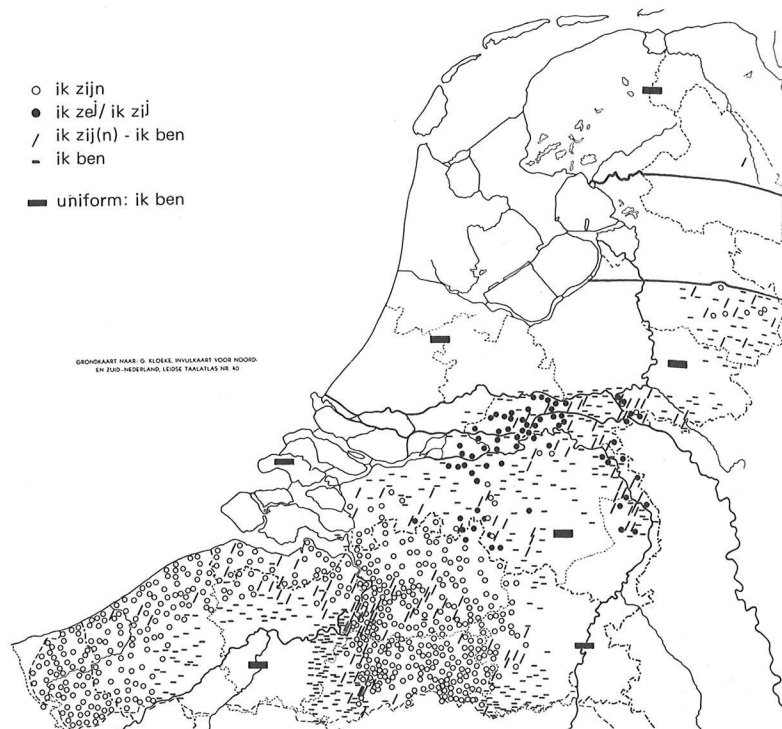 ik zijn
ik zeʲ/ ik zijʲ
ik zij(n) - ik ben
ik ben
uniform: ik ben
GRONDKAART NAAR: G. KLOEKE, INVULKAART VOOR NOORD-
EN ZUID-NEDERLAND, LEIDSE TAALATLAS NR. 40